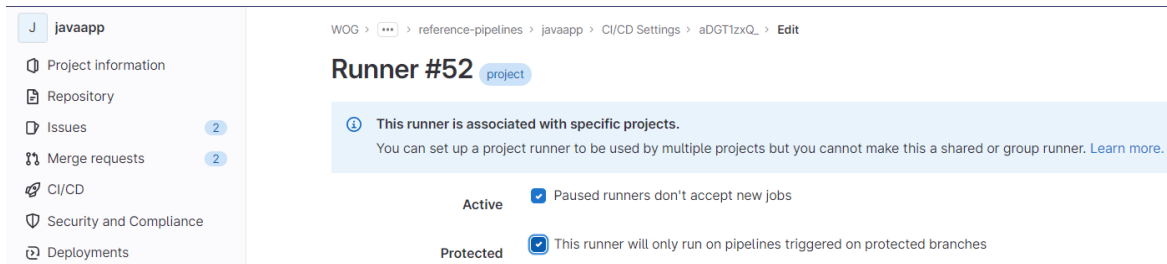 J javaapp
Project information
Repository
Issues 2
Merge requests 2
CI/CD
Security and Compliance
Deployments
WOG > ... > reference-pipelines > javaapp > CI/CD Settings > aDGT1zxQ_ > Edit
Runner #52 project
This runner is associated with specific projects.
You can set up a project runner to be used by multiple projects but you cannot make this a shared or group runner. Learn more.
Active Paused runners don't accept new jobs
Protected This runner will only run on pipelines triggered on protected branches